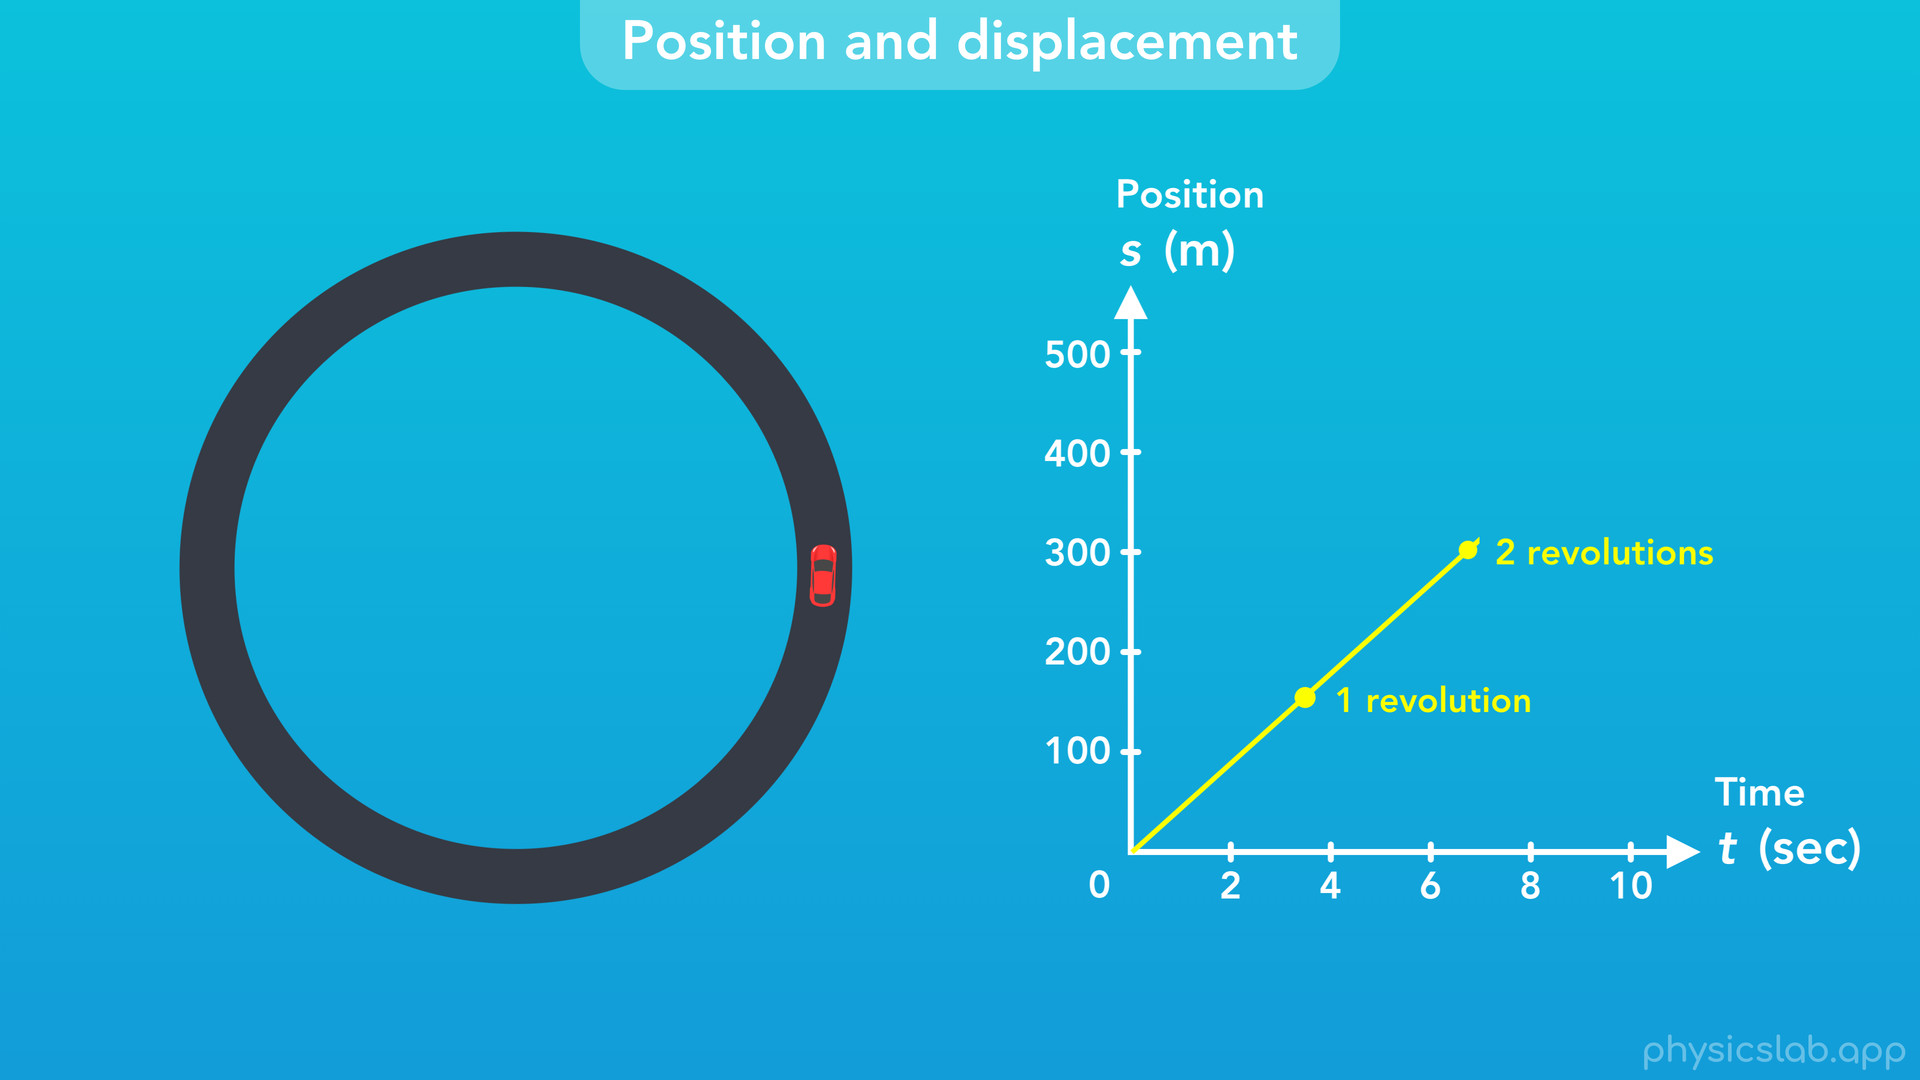 Position and displacement
Position
s (m)
500
400
300
200
100
0
2 revolutions
1 revolution
2 4 6 8 10
Time
t (sec)
physicslab.app